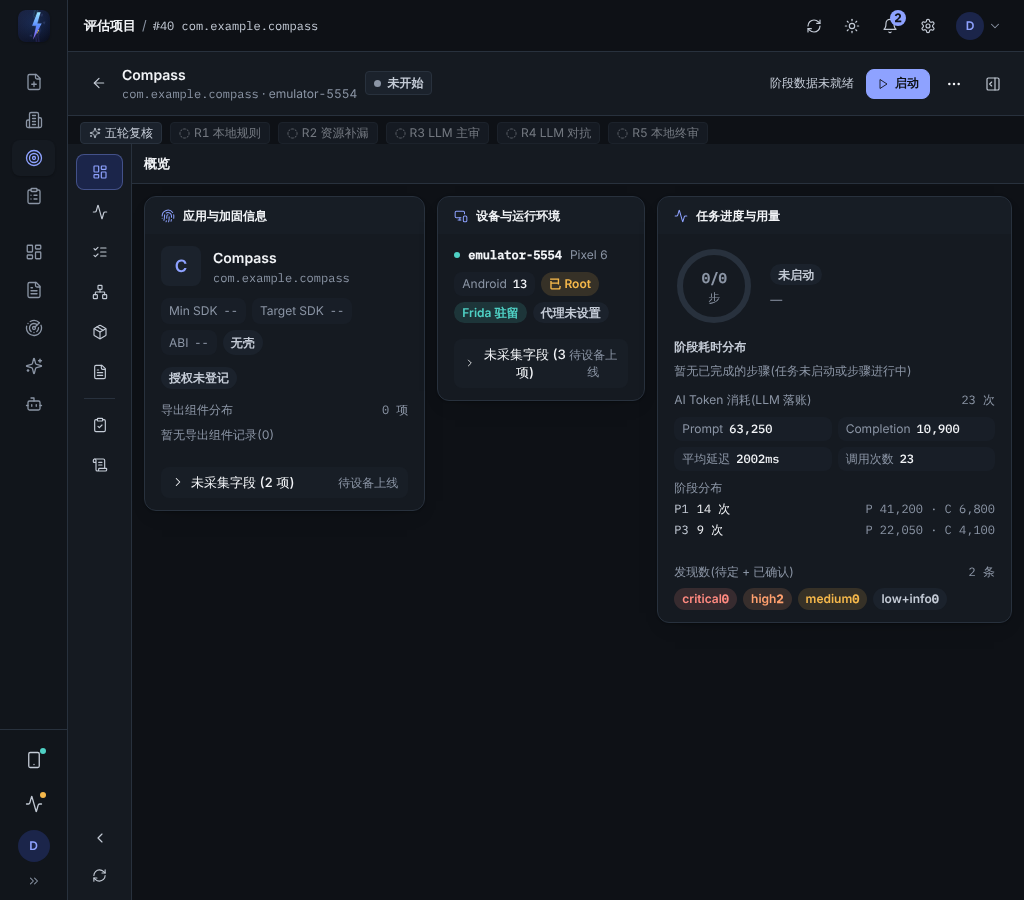 评估项目 / #40 com.example.compass
2
D
Compass
com.example.compass · emulator-5554
未开始
阶段数据未就绪
启动
五轮复核
R1 本地规则
R2 资源补漏
R3 LLM 主审
R4 LLM 对抗
R5 本地终审
概览
应用与加固信息
C
Compass
com.example.compass
Min SDK --
Target SDK --
ABI --
无壳
授权未登记
导出组件分布
0 项
暂无导出组件记录(0)
未采集字段 (2 项)
待设备上线
设备与运行环境
emulator-5554 Pixel 6
Android 13
已 Root
Frida 驻留
代理未设置
未采集字段 (3
项)
待设备上
线
任务进度与用量
0/0
步
未启动
—
阶段耗时分布
暂无已完成的步骤(任务未启动或步骤进行中)
AI Token 消耗(LLM 落账)
23 次
Prompt 63,250
Completion 10,900
平均延迟 2002ms
调用次数 23
阶段分布
P1 14 次
P 41,200 · C 6,800
P3 9 次
P 22,050 · C 4,100
发现数(待定 + 已确认)
2 条
critical0
high2
medium0
low+info0
D